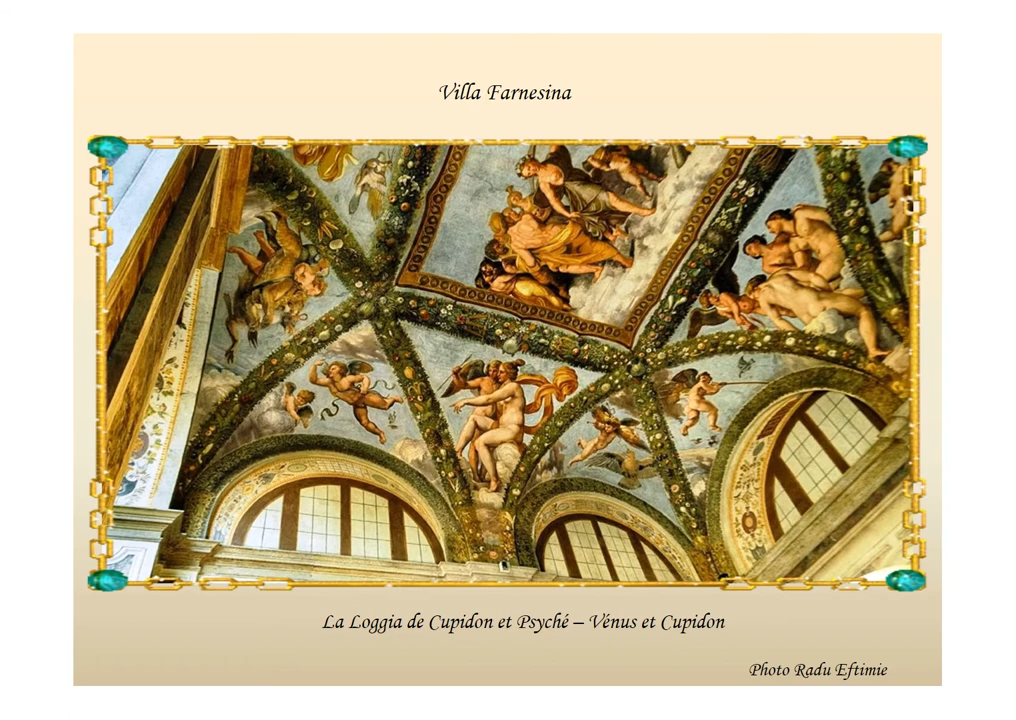 Villa Farnesina
La Loggia de Cupidon et Psyché – Vénus et Cupidon
Photo Radu Eftimie